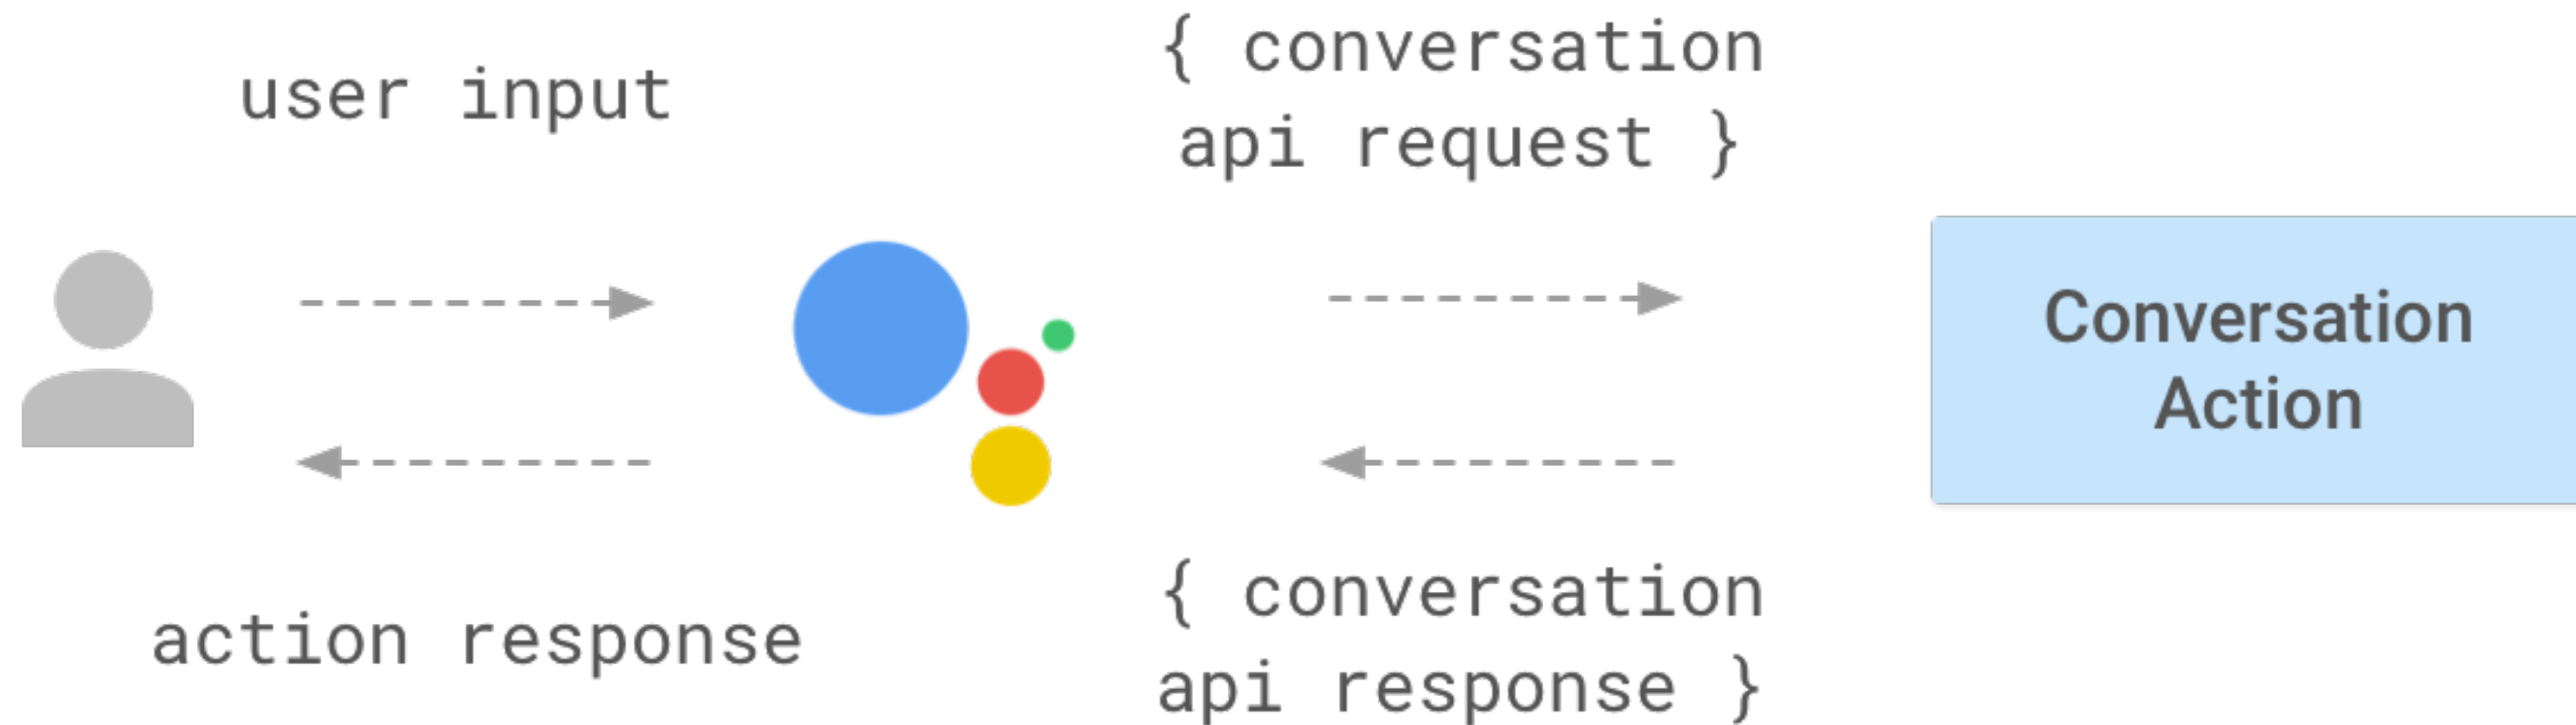 user input
{ conversation
api request }
Conversation
Action
action response
{ conversation
api response }